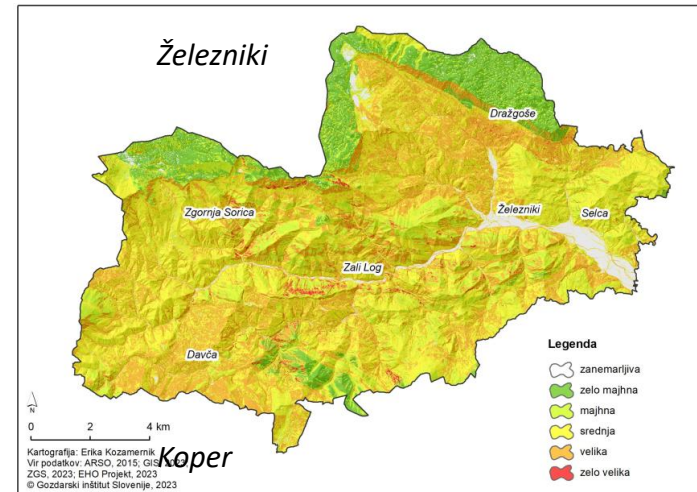 Železniki
Dražgoše
Zgornja Sorica
Železniki
Selca
Zali Log
Davča
Legenda
zanemarljiva
zelo majhna
majhna
srednja
velika
zelo velika
N
0 2 4 km
Kartografija: Erika Kozamernik
Vir podatkov: ARSO, 2015; GIS, 2023
ZGS, 2023; EHO Projekt, 2023
© Gozdarski inštitut Slovenije, 2023
Koper